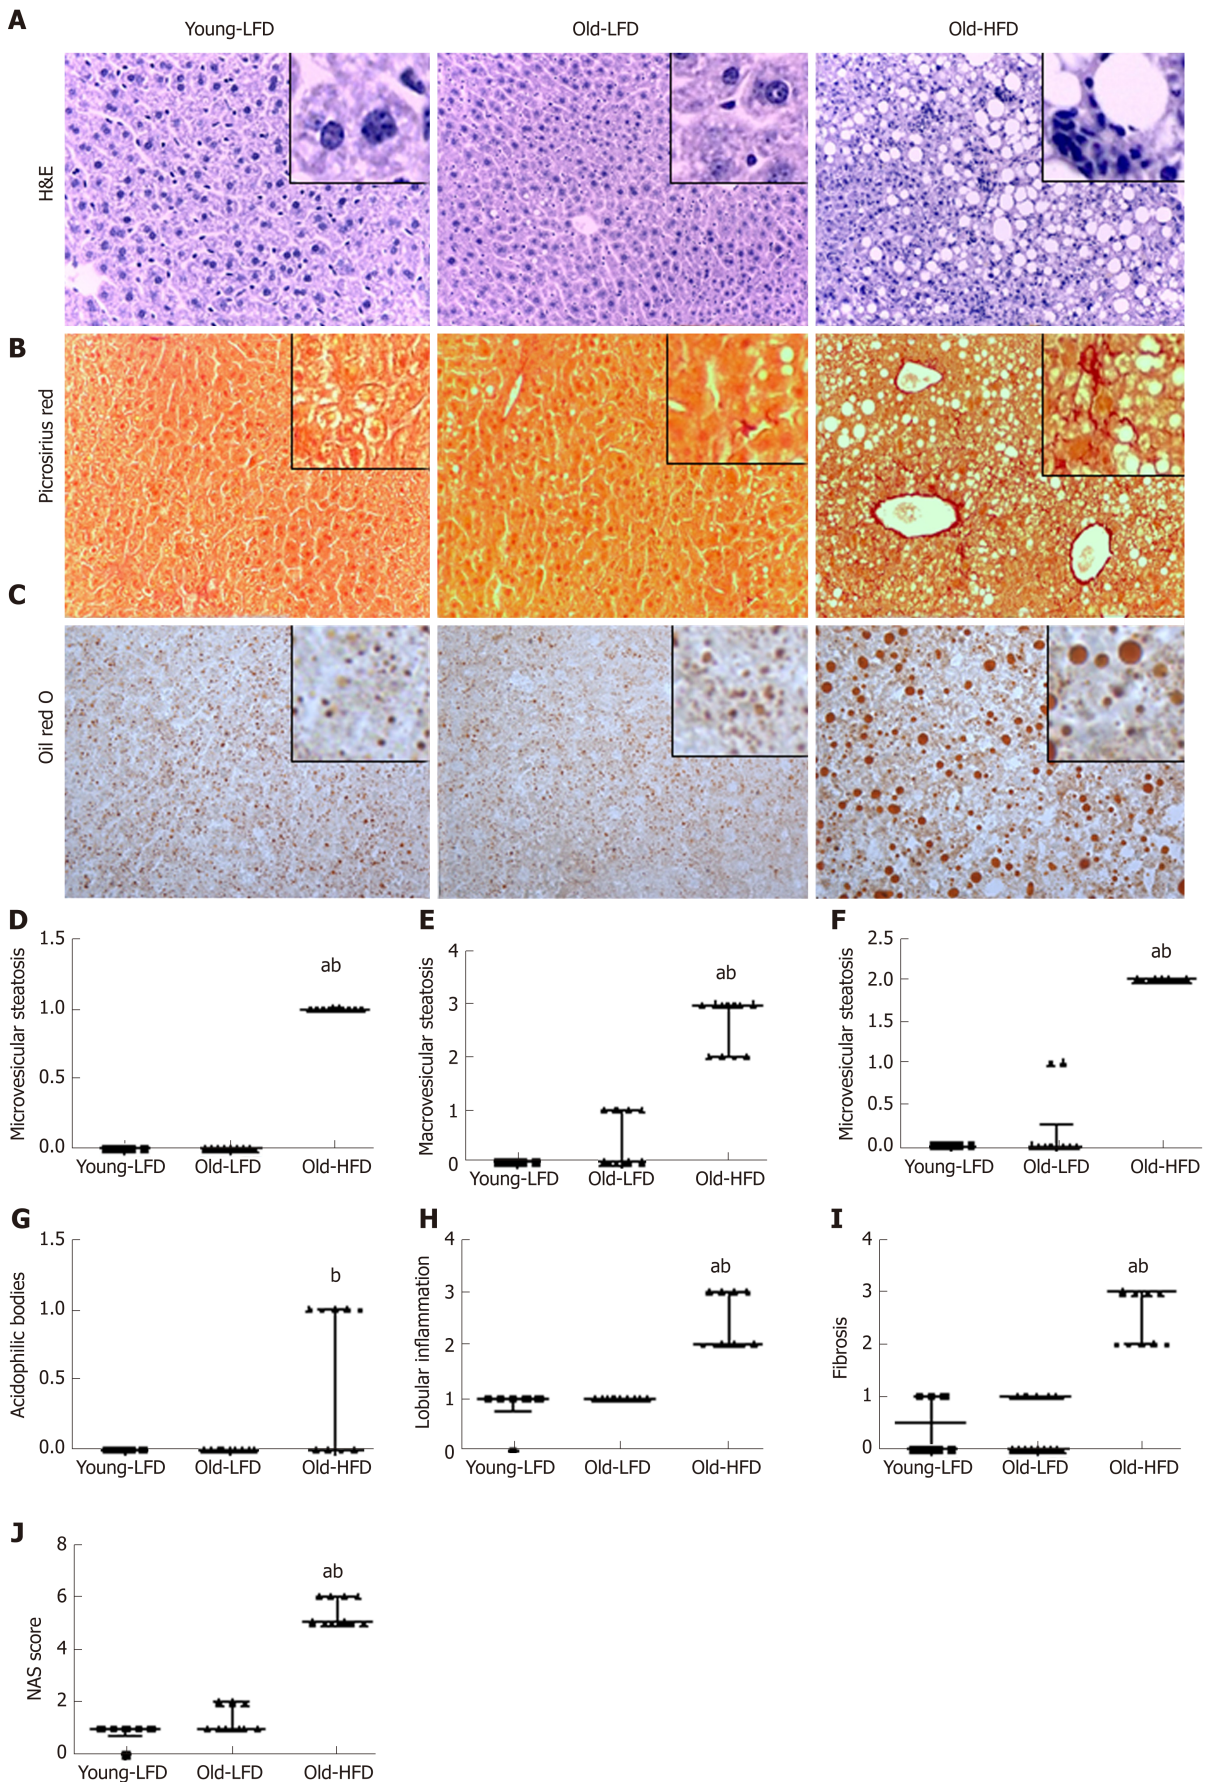 A
Young-LFD
Old-LFD
Old-HFD
H&E
B
Picrosirius red
C
Oil red O
D
1.5
1.0
0.5
0.0
Microvesicular steatosis
ab
Young-LFD
Old-LFD
Old-HFD
E
4
3
2
1
0
Macrovesicular steatosis
ab
Young-LFD
Old-LFD
Old-HFD
F
2.5
2.0
1.5
1.0
0.5
0.0
Microvesicular steatosis
ab
Young-LFD
Old-LFD
Old-HFD
G
1.5
1.0
0.5
0.0
Acidophilic bodies
b
Young-LFD
Old-LFD
Old-HFD
H
4
3
2
1
0
Lobular inflammation
ab
Young-LFD
Old-LFD
Old-HFD
I
4
3
2
1
0
Fibrosis
ab
Young-LFD
Old-LFD
Old-HFD
J
8
6
4
2
0
NAS score
ab
Young-LFD
Old-LFD
Old-HFD